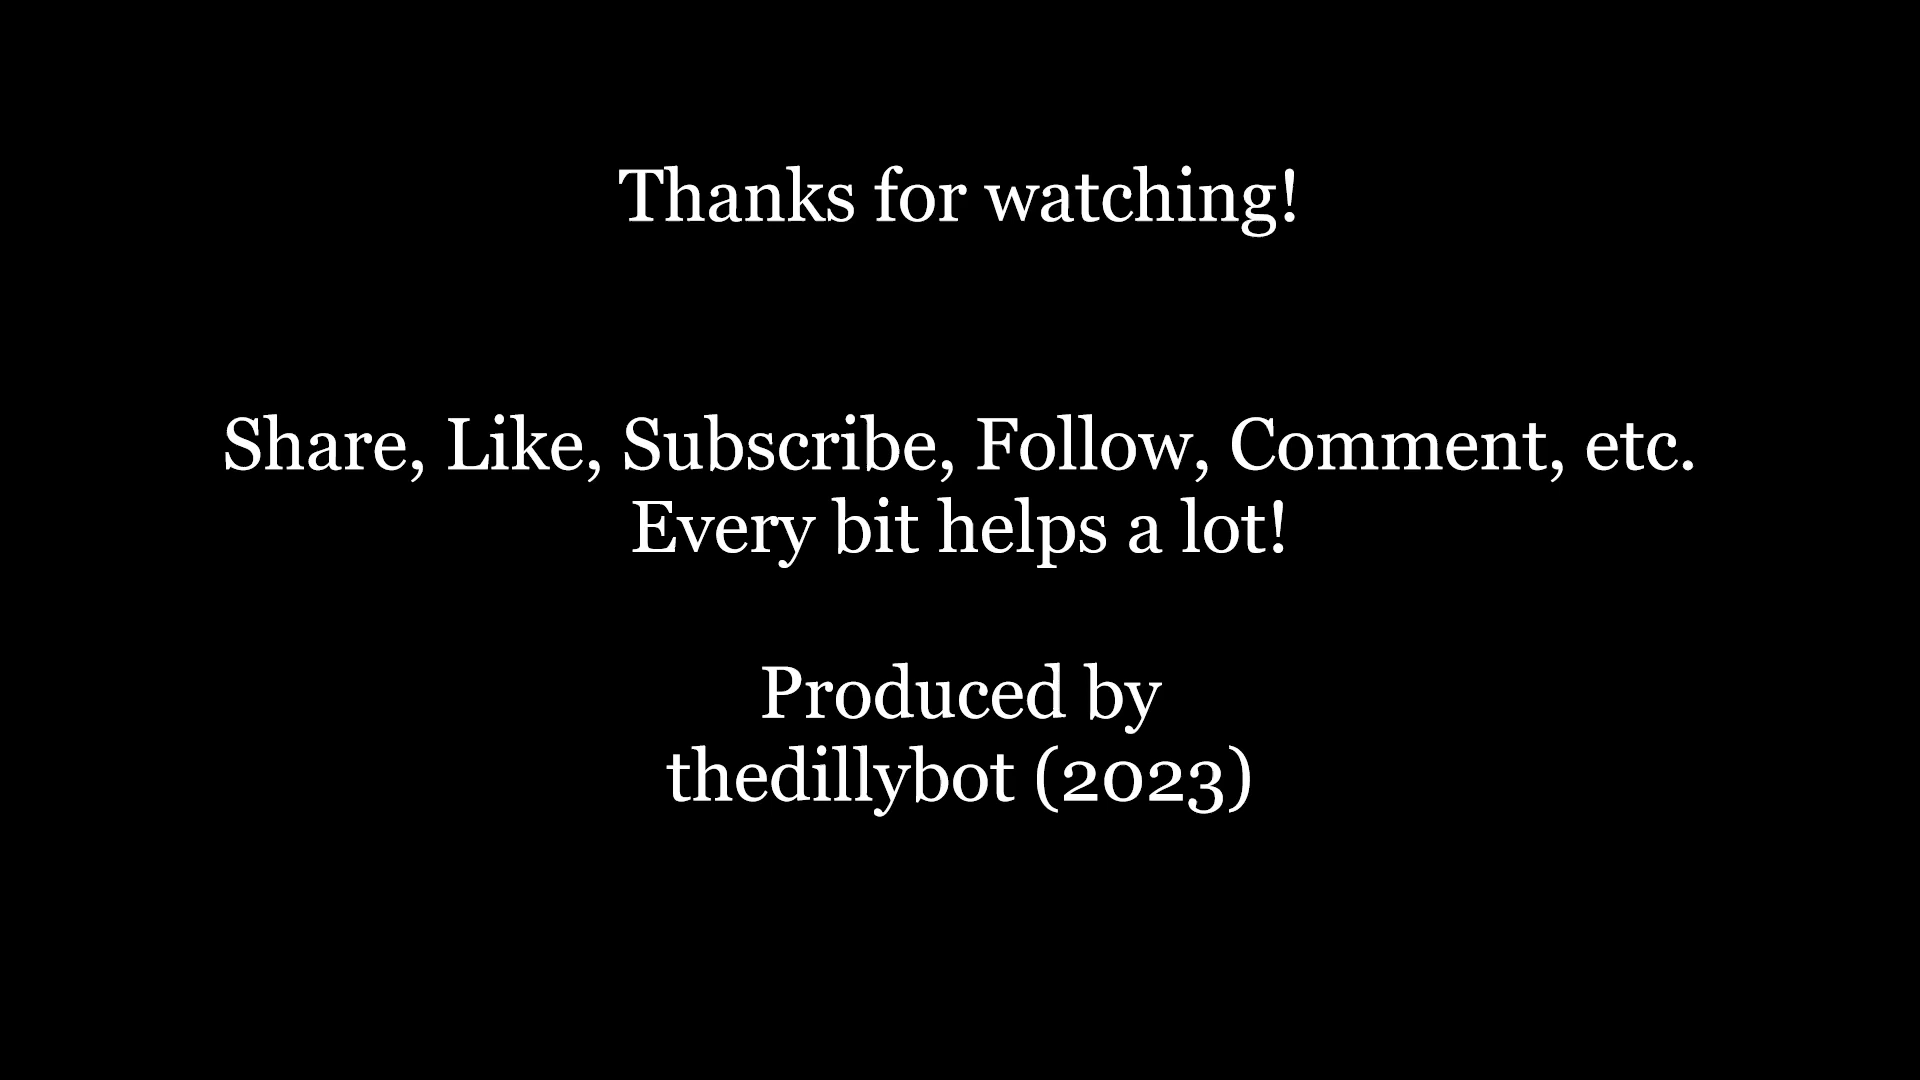 Thanks for watching!
Share, Like, Subscribe, Follow, Comment, etc.
Every bit helps a lot!
Produced by
thedillybot (2023)